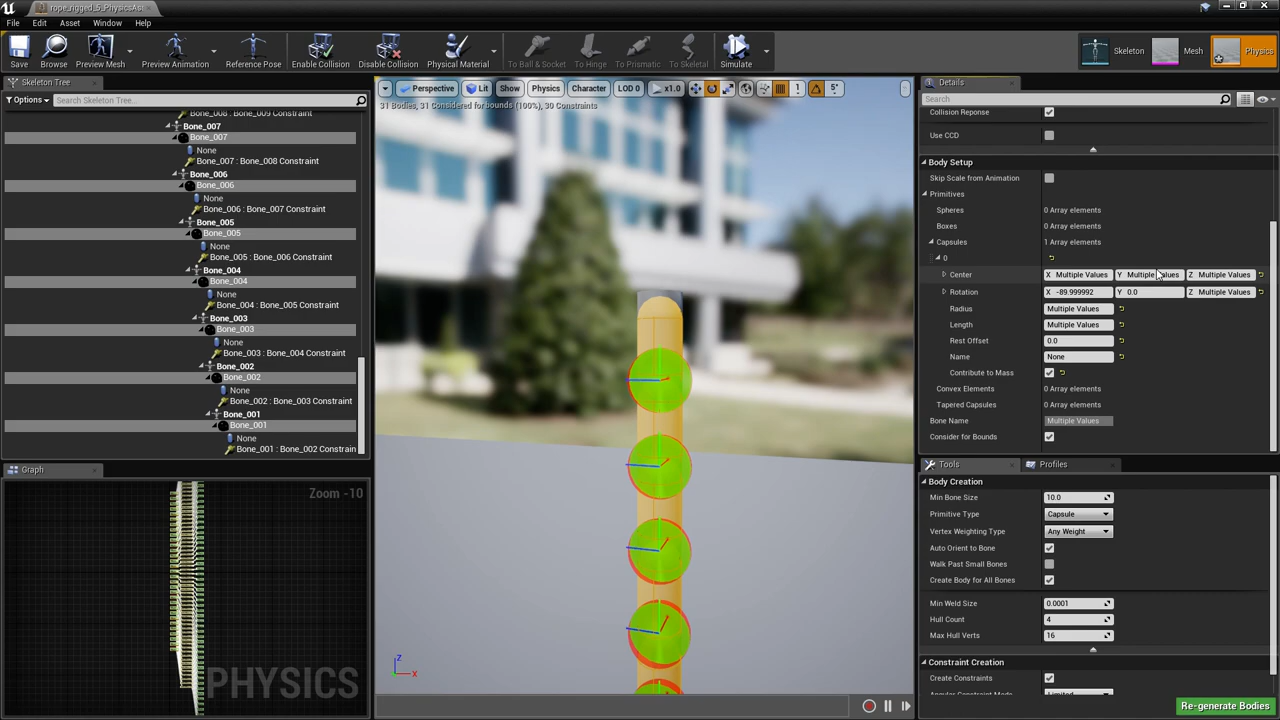 rope_rigged_5_PhysicsAs
File Edit Asset Window Help
Save
Browse
Preview Mesh
Preview Animation
Reference Pose
Enable Collision
Disable Collision
Physical Material
To Ball & Socket
To Hinge
To Prismatic
To Skeletal
Simulate
Skeleton
Mesh
Physics
Skeleton Tree
Options
Search Skeleton Tree...
Bone_008 : Bone_009 Constraint
Bone_007
Bone_007
None
Bone_007 : Bone_008 Constraint
Bone_006
Bone_006
None
Bone_006 : Bone_007 Constraint
Bone_005
Bone_005
None
Bone_005 : Bone_006 Constraint
Bone_004
Bone_004
None
Bone_004 : Bone_005 Constraint
Bone_003
Bone_003
None
Bone_003 : Bone_004 Constraint
Bone_002
Bone_002
None
Bone_002 : Bone_003 Constraint
Bone_001
Bone_001
None
Bone_001 : Bone_002 Constrain
Graph
Zoom -10
PHYSICS
Perspective Lit Show Physics Character LOD 0 x1.0 1 5°
31 Bodies, 31 Considered for bounds (100%), 30 Constraints
Z
X
Details
Search
Collision Reponse
Use CCD
Body Setup
Skip Scale from Animation
Primitives
Spheres 0 Array elements
Boxes 0 Array elements
Capsules 1 Array elements
0
Center X Multiple Values Y Multiple Values Z Multiple Values
Rotation X -89.999992 Y 0.0 Z Multiple Values
Radius Multiple Values
Length Multiple Values
Rest Offset 0.0
Name None
Contribute to Mass
Convex Elements 0 Array elements
Tapered Capsules 0 Array elements
Bone Name Multiple Values
Consider for Bounds
Tools
Profiles
Body Creation
Min Bone Size 10.0
Primitive Type Capsule
Vertex Weighting Type Any Weight
Auto Orient to Bone
Walk Past Small Bones
Create Body for All Bones
Min Weld Size 0.0001
Hull Count 4
Max Hull Verts 16
Constraint Creation
Create Constraints
Angular Constraint Mode Limited
Re-generate Bodies